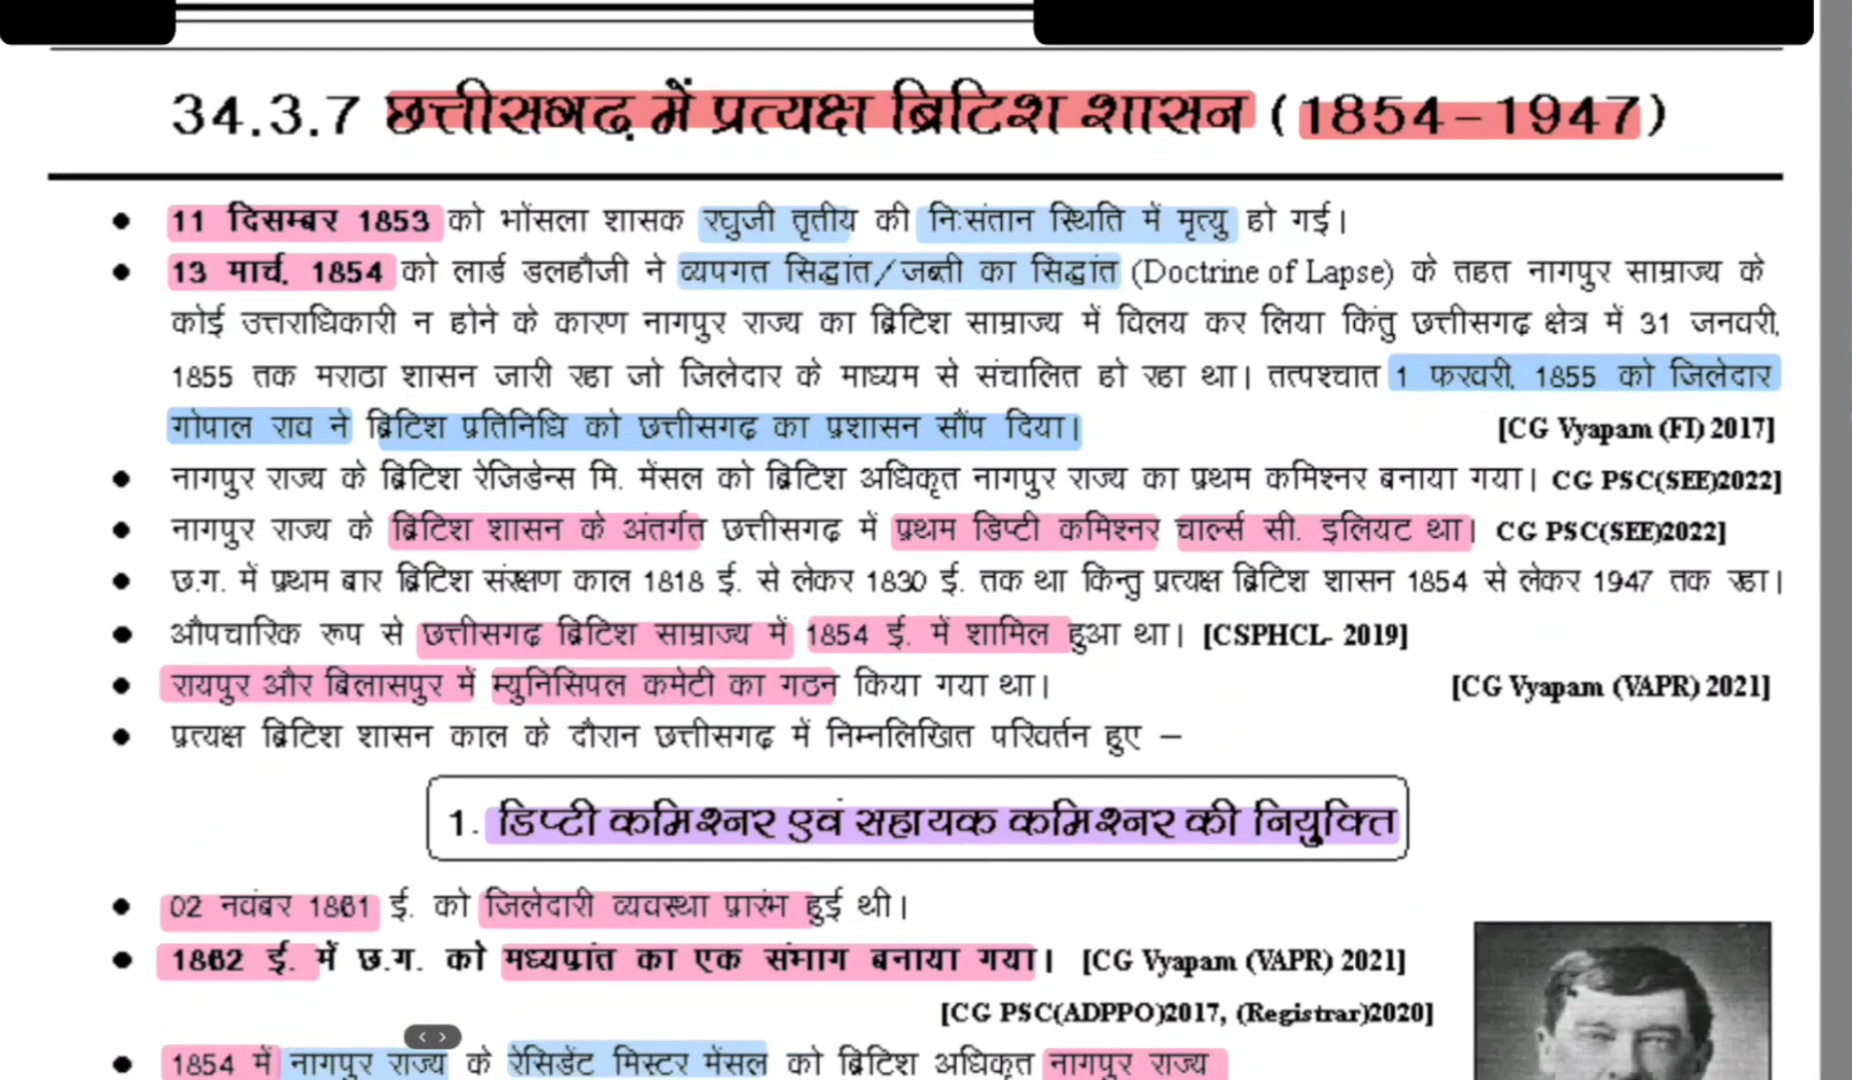 34.3.7 छत्तीसगढ़ में प्रत्यक्ष ब्रिटिश शासन (1854-1947)
● 11 दिसम्बर 1853 को भोंसला शासक रघुजी तृतीय की निःसंतान स्थिति में मृत्यु हो गई।
● 13 मार्च, 1854 को लार्ड डलहौजी ने व्यपगत सिद्धांत/जब्ती का सिद्धांत (Doctrine of Lapse) के तहत नागपुर साम्राज्य के
कोई उत्तराधिकारी न होने के कारण नागपुर राज्य का ब्रिटिश साम्राज्य में विलय कर लिया किंतु छत्तीसगढ़ क्षेत्र में 31 जनवरी,
1855 तक मराठा शासन जारी रहा जो जिलेदार के माध्यम से संचालित हो रहा था। तत्पश्चात 1 फरवरी, 1855 को जिलेदार
गोपाल राव ने ब्रिटिश प्रतिनिधि को छत्तीसगढ़ का प्रशासन सौंप दिया। [CG Vyapam (FI) 2017]
● नागपुर राज्य के ब्रिटिश रेजिडेन्स मि. मेंसल को ब्रिटिश अधिकृत नागपुर राज्य का प्रथम कमिश्नर बनाया गया। CG PSC(SEE)2022]
● नागपुर राज्य के ब्रिटिश शासन के अंतर्गत छत्तीसगढ़ में प्रथम डिप्टी कमिश्नर चार्ल्स सी. इलियट था। CG PSC(SEE)2022]
● छ.ग. में प्रथम बार ब्रिटिश संरक्षण काल 1818 ई. से लेकर 1830 ई. तक था किन्तु प्रत्यक्ष ब्रिटिश शासन 1854 से लेकर 1947 तक रहा।
● औपचारिक रूप से छत्तीसगढ़ ब्रिटिश साम्राज्य में 1854 ई. में शामिल हुआ था। [CSPHCL- 2019]
● रायपुर और बिलासपुर में म्युनिसिपल कमेटी का गठन किया गया था। [CG Vyapam (VAPR) 2021]
● प्रत्यक्ष ब्रिटिश शासन काल के दौरान छत्तीसगढ़ में निम्नलिखित परिवर्तन हुए –
1. डिप्टी कमिश्नर एवं सहायक कमिश्नर की नियुक्ति
● 02 नवंबर 1861 ई. को जिलेदारी व्यवस्था प्रारंभ हुई थी।
● 1862 ई. में छ.ग. को मध्यप्रांत का एक संभाग बनाया गया। [CG Vyapam (VAPR) 2021]
[CG PSC(ADPPO)2017, (Registrar)2020]
● 1854 में नागपुर राज्य के रेसिडेंट मिस्टर मेंसल को ब्रिटिश अधिकृत नागपुर राज्य